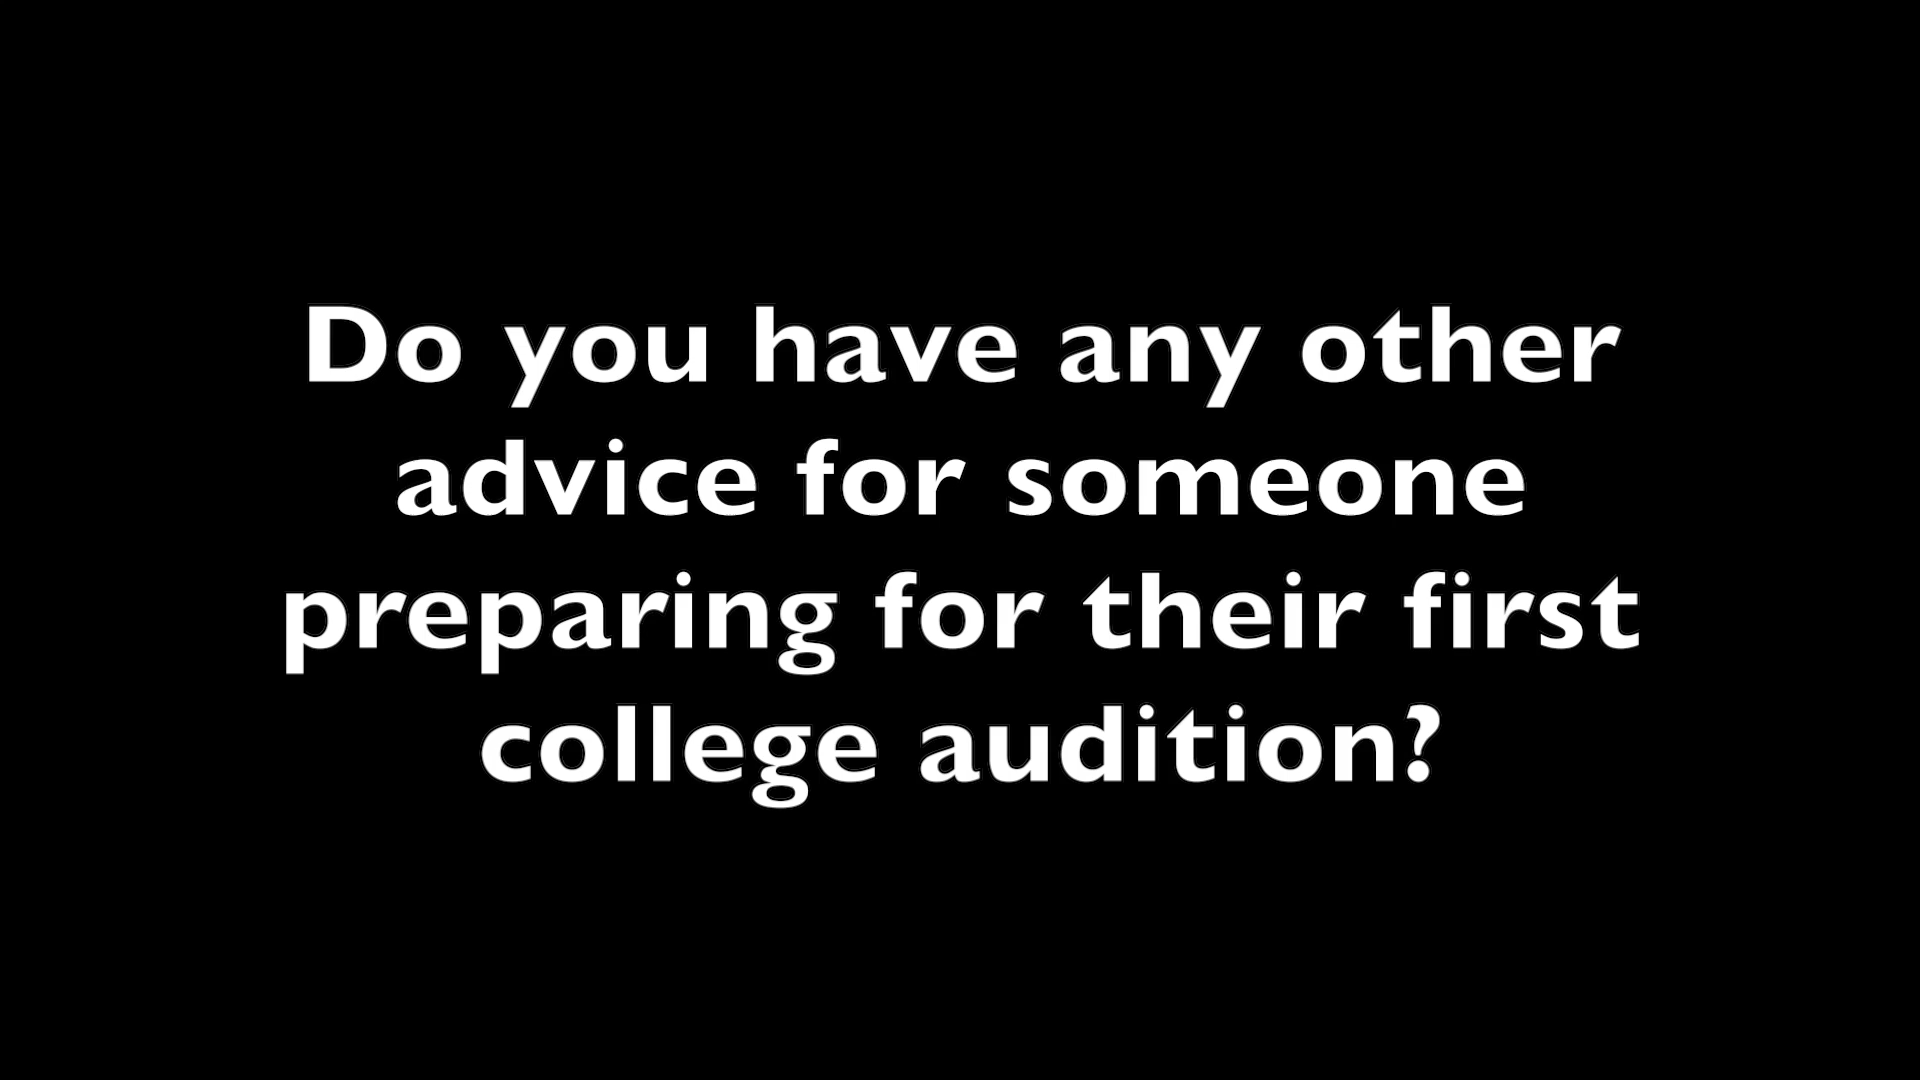 Do you have any other
advice for someone
preparing for their first
college audition?